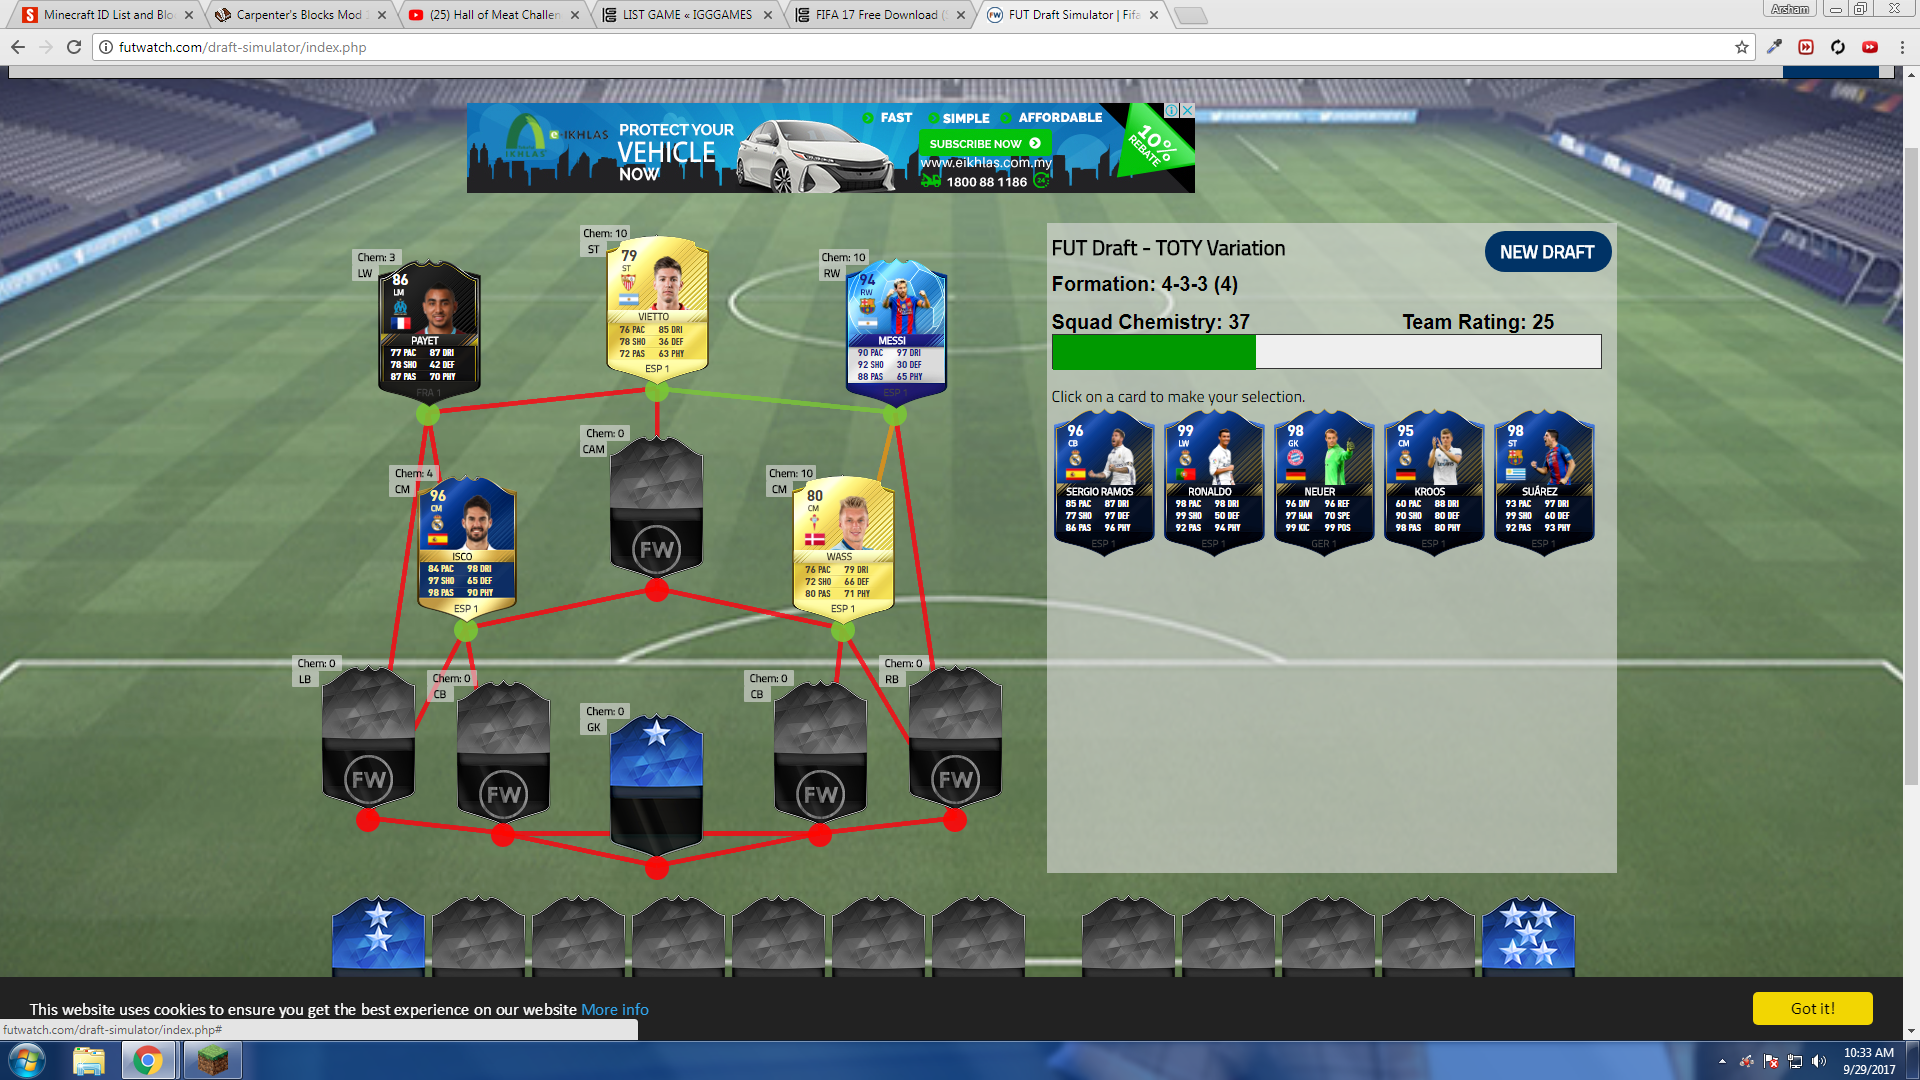 Minecraft ID List and Blo
Carpenter's Blocks Mod 1
(25) Hall of Meat Challen
LIST GAME « IGGGAMES
FIFA 17 Free Download (
FUT Draft Simulator | Fifa
Arsham
futwatch.com/draft-simulator/index.php
e-IKHLAS
IKHLAS
PROTECT YOUR
VEHICLE
NOW
FAST SIMPLE AFFORDABLE
SUBSCRIBE NOW
www.eikhlas.com.my
1800 88 1186
24
10%
REBATE
FUT Draft - TOTY Variation
NEW DRAFT
Formation: 4-3-3 (4)
Squad Chemistry: 37 Team Rating: 25
Click on a card to make your selection.
96
CB
SERGIO RAMOS
85 PAC 87 DRI
77 SHO 97 DEF
86 PAS 96 PHY
ESP 1
99
LW
RONALDO
98 PAC 98 DRI
99 SHO 50 DEF
92 PAS 94 PHY
ESP 1
98
GK
NEUER
96 DIV 96 REF
97 HAN 70 SPE
99 KIC 99 POS
GER 1
95
CM
KROOS
60 PAC 88 DRI
90 SHO 80 DEF
98 PAS 80 PHY
ESP 1
98
ST
SUÁREZ
93 PAC 97 DRI
99 SHO 60 DEF
92 PAS 93 PHY
ESP 1
Chem: 3
LW
86
LM
PAYET
77 PAC 87 DRI
78 SHO 42 DEF
87 PAS 70 PHY
FRA 1
Chem: 10
ST
79
ST
VIETTO
76 PAC 85 DRI
78 SHO 36 DEF
72 PAS 63 PHY
ESP 1
Chem: 10
RW
94
RW
MESSI
90 PAC 97 DRI
92 SHO 30 DEF
88 PAS 65 PHY
ESP 1
Chem: 4
CM
96
CM
ISCO
84 PAC 98 DRI
97 SHO 65 DEF
98 PAS 90 PHY
ESP 1
Chem: 0
CAM
FW
Chem: 10
CM
80
CM
WASS
76 PAC 79 DRI
72 SHO 66 DEF
80 PAS 71 PHY
ESP 1
Chem: 0
LB
FW
Chem: 0
CB
FW
Chem: 0
GK
Chem: 0
CB
FW
Chem: 0
RB
FW
This website uses cookies to ensure you get the best experience on our website More info
Got it!
futwatch.com/draft-simulator/index.php#
10:33 AM
9/29/2017